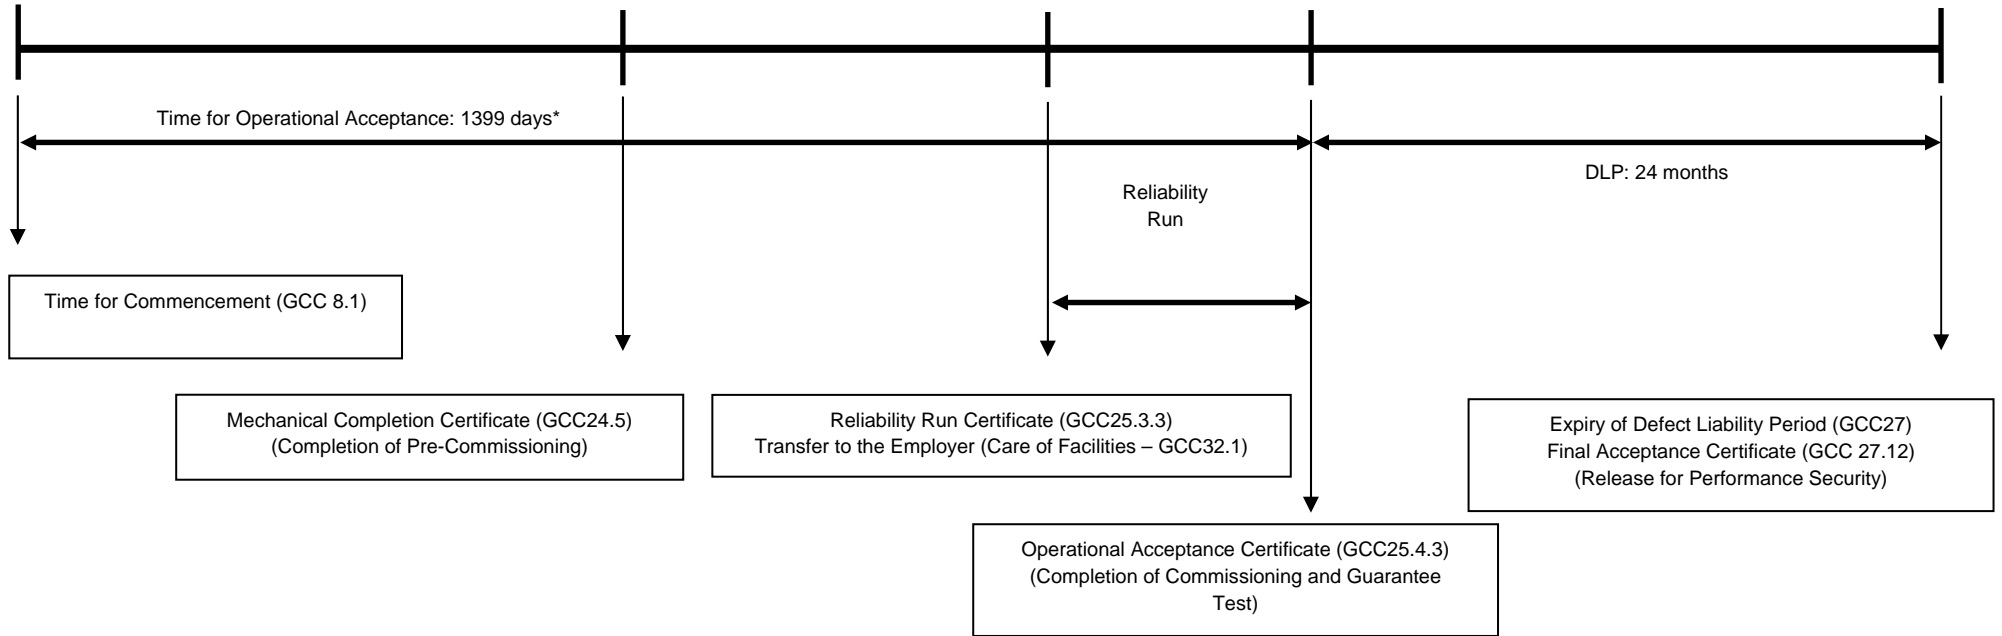 Time for Operational Acceptance: 1399 days*
DLP: 24 months
Reliability
Run
Time for Commencement (GCC 8.1)
Mechanical Completion Certificate (GCC24.5)
(Completion of Pre-Commissioning)
Reliability Run Certificate (GCC25.3.3)
Transfer to the Employer (Care of Facilities – GCC32.1)
Expiry of Defect Liability Period (GCC27)
Final Acceptance Certificate (GCC 27.12)
(Release for Performance Security)
Operational Acceptance Certificate (GCC25.4.3)
(Completion of Commissioning and Guarantee
Test)